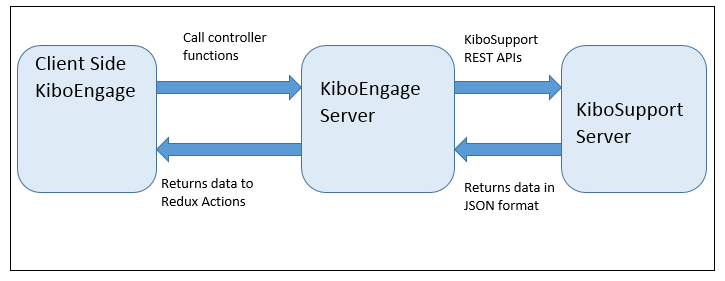 Client Side
KiboEngage
Call controller
functions
KiboEngage
Server
KiboSupport
REST APIs
KiboSupport
Server
Returns data to
Redux Actions
Returns data in
JSON format